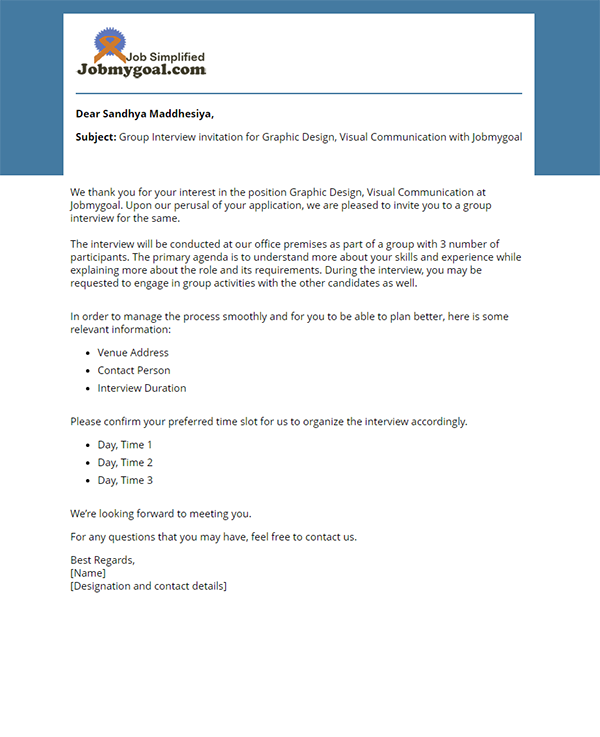 Job Simplified
Jobmygoal.com
Dear Sandhya Maddhesiya,
Subject: Group Interview invitation for Graphic Design, Visual Communication with Jobmygoal
We thank you for your interest in the position Graphic Design, Visual Communication at
Jobmygoal. Upon our perusal of your application, we are pleased to invite you to a group
interview for the same.
The interview will be conducted at our office premises as part of a group with 3 number of
participants. The primary agenda is to understand more about your skills and experience while
explaining more about the role and its requirements. During the interview, you may be
requested to engage in group activities with the other candidates as well.
In order to manage the process smoothly and for you to be able to plan better, here is some
relevant information:
• Venue Address
• Contact Person
• Interview Duration
Please confirm your preferred time slot for us to organize the interview accordingly.
• Day, Time 1
• Day, Time 2
• Day, Time 3
We’re looking forward to meeting you.
For any questions that you may have, feel free to contact us.
Best Regards,
[Name]
[Designation and contact details]